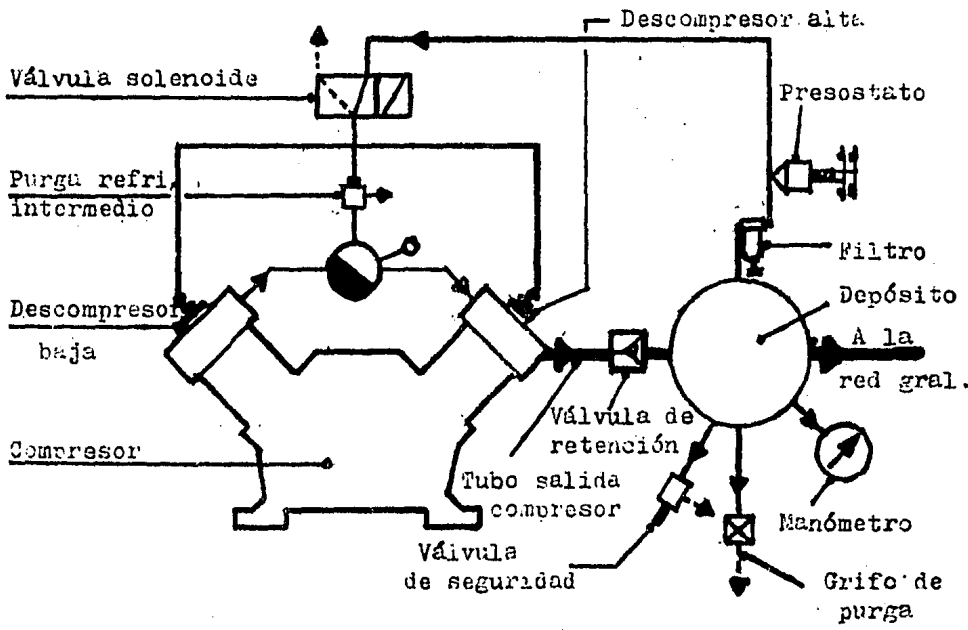 Descompresor alta
Válvula solenoide
Presostato
Purga refri.
intermedio
Filtro
Depósito
Descompresor
baja
A la
red gral.
Válvula de
retención
Compresor
Tubo salida
compresor
Manómetro
Válvula
de seguridad
Grifo de
purga